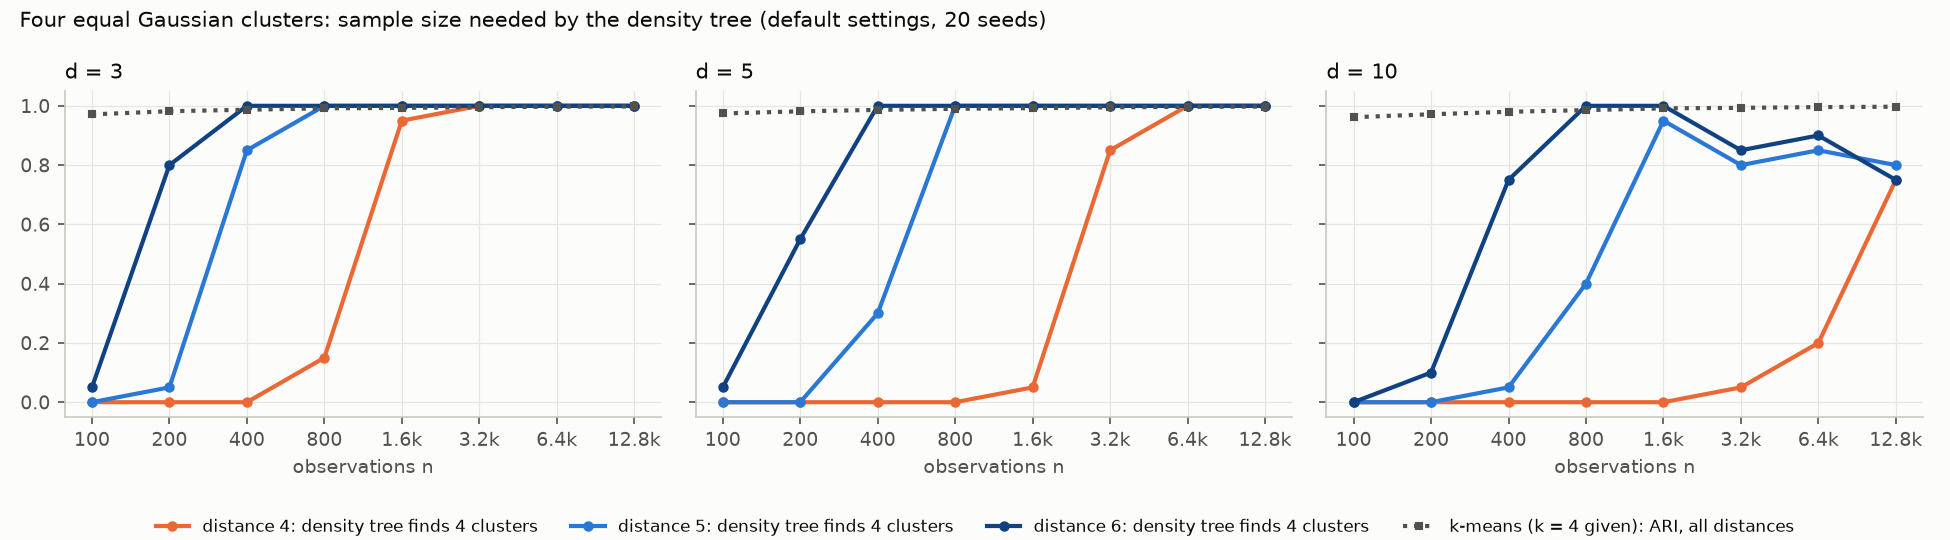 Four equal Gaussian clusters: sample size needed by the density tree (default settings, 20 seeds)
d = 3
d = 5
d = 10
1.0
0.8
0.6
0.4
0.2
0.0
100 200 400 800 1.6k 3.2k 6.4k 12.8k
100 200 400 800 1.6k 3.2k 6.4k 12.8k
100 200 400 800 1.6k 3.2k 6.4k 12.8k
observations n
observations n
observations n
distance 4: density tree finds 4 clusters
distance 5: density tree finds 4 clusters
distance 6: density tree finds 4 clusters
k-means (k = 4 given): ARI, all distances